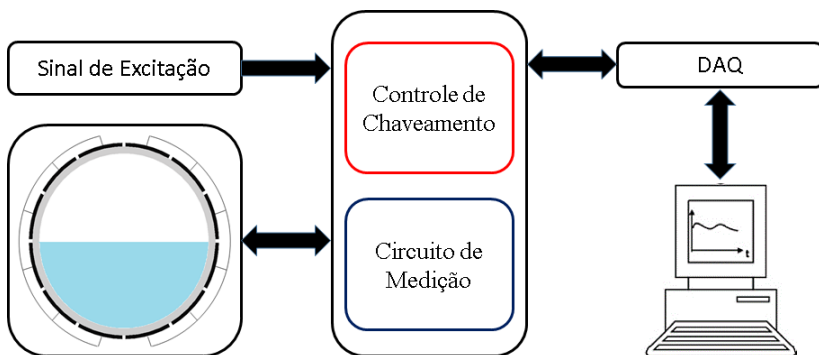 Sinal de Excitação
Controle de
Chaveamento
Circuito de
Medição
DAQ
t